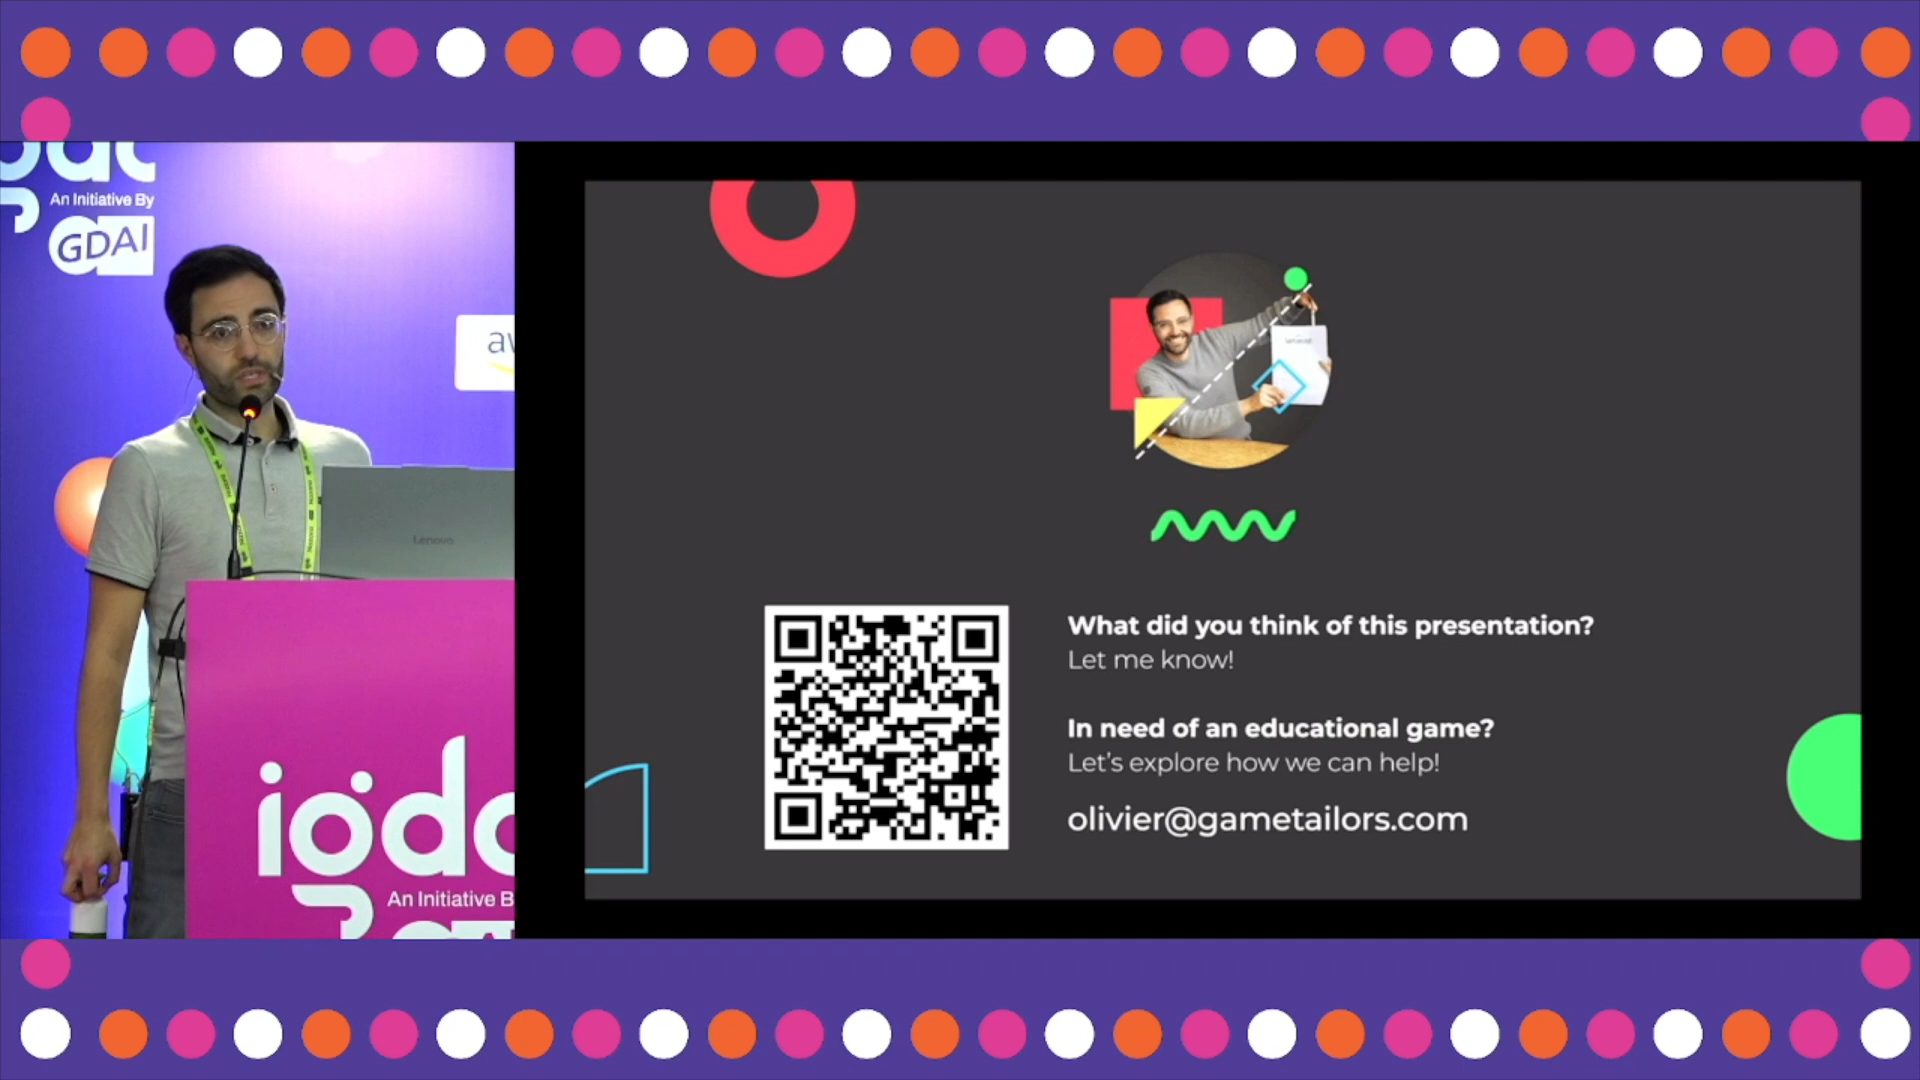 An Initiative By
GDAI
Lenovo
igdc
An Initiative B
What did you think of this presentation?
Let me know!
In need of an educational game?
Let's explore how we can help!
olivier@gametailors.com